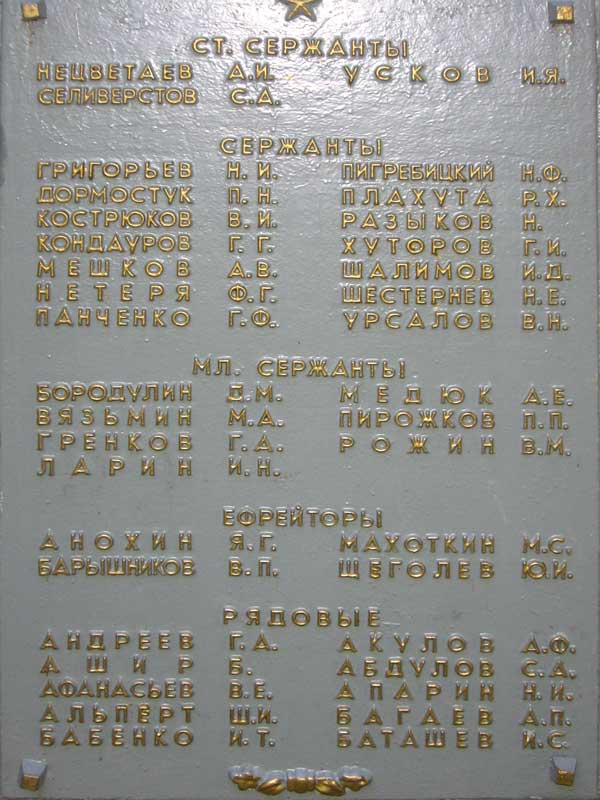 СТ. СЕРЖАНТЫ
НЕЦВЕТАЕВ А.И. УСКОВ И.Я.
СЕЛИВЕРСТОВ С.А.
СЕРЖАНТЫ
ГРИГОРЬЕВ Н.И. ПИГРЕБИЦКИЙ Н.Ф.
ДОРМОСТУК П.Н. ПЛАХУТА Р.Х.
КОСТРЮКОВ В.И. РАЗЫКОВ Н.
КОНДАУРОВ Г.Г. ХУТОРОВ Г.И.
МЕШКОВ А.В. ШАЛИМОВ И.Д.
НЕТЕРЯ Ф.Г. ШЕСТЕРНЕВ Н.Е.
ПАНЧЕНКО Г.Ф. УРСАЛОВ В.Н.
МЛ. СЕРЖАНТЫ
БОРОДУЛИН Д.М. МЕДЮК А.Е.
ВЯЗЬМИН М.А. ПИРОЖКОВ П.П.
ГРЕНКОВ Г.А. РОЖИН В.М.
ЛАРИН И.Н.
ЕФРЕЙТОРЫ
АНОХИН Я.Г. МАХОТКИН М.С.
БАРЫШНИКОВ В.П. ЩЕГОЛЕВ Ю.И.
РЯДОВЫЕ
АНДРЕЕВ Г.А. АКУЛОВ А.Ф.
АШИР Б. АБДУЛОВ С.А.
АФАНАСЬЕВ В.Е. АПАРИН Н.И.
АЛЬПЕРТ Ш.И. БАГАЕВ А.П.
БАБЕНКО И.Т. БАТАШЕВ И.С.